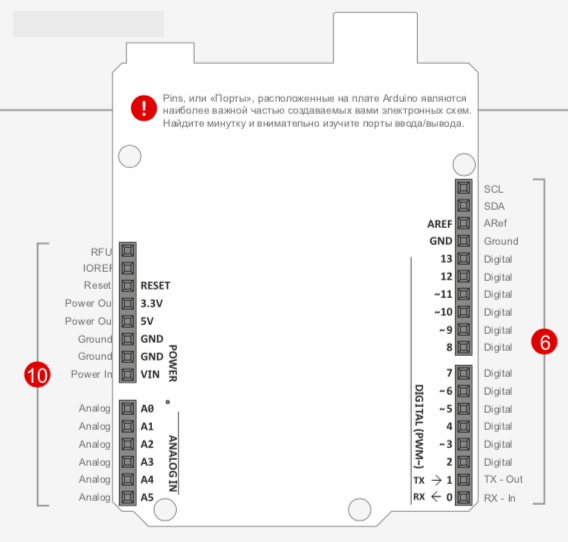 ! Pins, или «Порты», расположенные на плате Arduino являются
наиболее важной частью создаваемых вами электронных схем.
Найдите минутку и внимательно изучите порты ввода/вывода.
SCL
SDA
AREF ARef
GND Ground
13 Digital
12 Digital
~11 Digital
~10 Digital
~9 Digital
8 Digital
7 Digital
~6 Digital
~5 Digital
4 Digital
~3 Digital
2 Digital
TX → 1 TX - Out
RX ← 0 RX - In
DIGITAL (PWM~)
6
RFU
IOREF
Reset RESET
Power Ou 3.3V
Power Ou 5V
Ground GND
Ground GND
Power In VIN
POWER
10
Analog A0
Analog A1
Analog A2
Analog A3
Analog A4
Analog A5
ANALOG IN